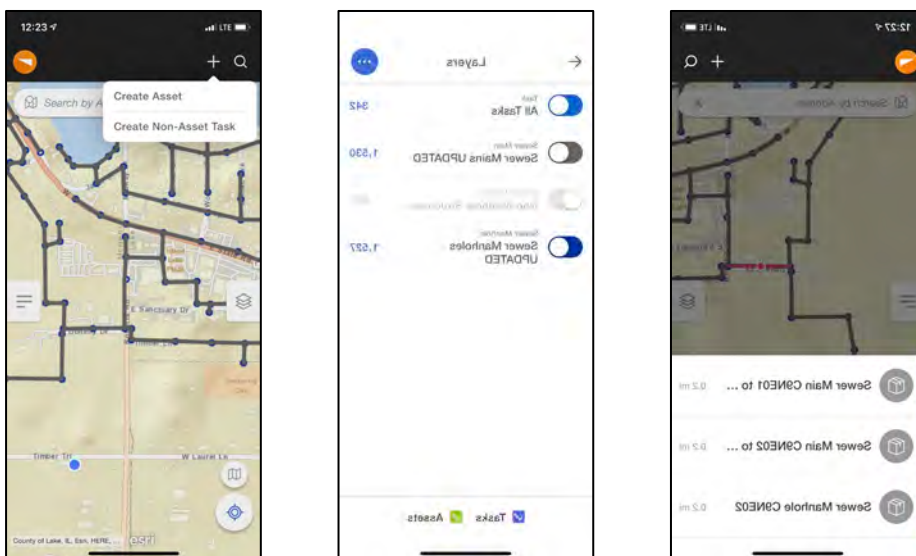 12:23
LTE
Search by A
Create Asset
Create Non-Asset Task
E Sanctuary Dr
Timber Trl
W Laurel Ln
County of Lake, IL, Esri, HERE,
Layers
Task
All Tasks
342
Sewer Main
Sewer Mains UPDATED
1,530
Sewer Manhole
Sewer Manholes
UPDATED
1,527
Tasks
Assets
12:27
LTE
Search by Address
Sewer Main C9NE01 to ...
0.2 mi
Sewer Main C9NE02 to ...
0.2 mi
Sewer Manhole C9NE02
0.2 mi